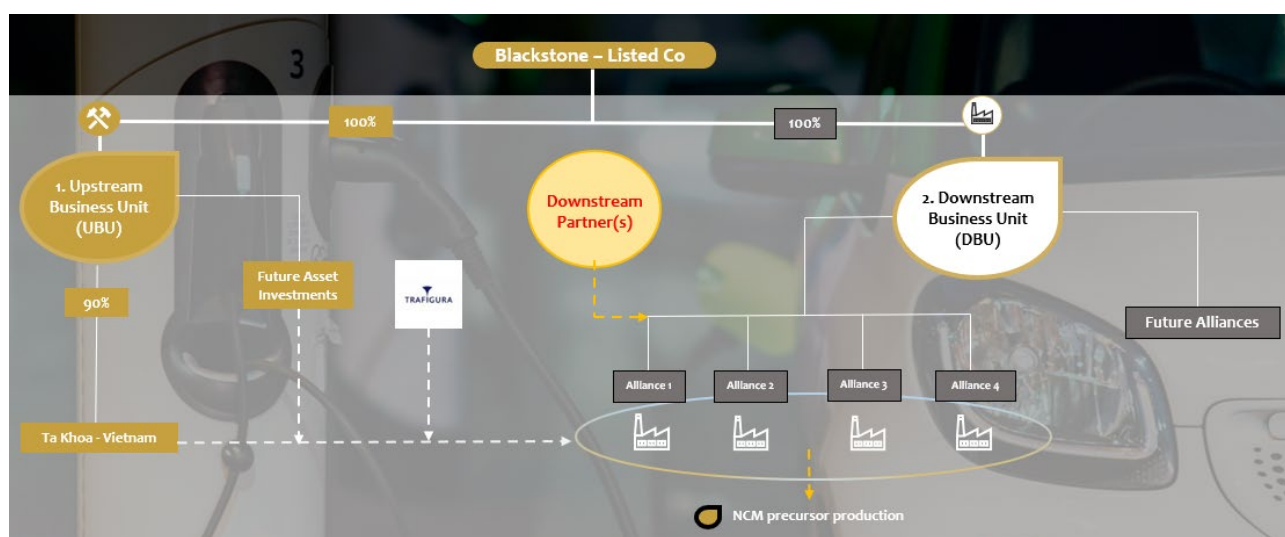 Blackstone – Listed Co
3
100%
100%
1. Upstream
Business Unit
(UBU)
Downstream
Partner(s)
2. Downstream
Business Unit
(DBU)
90%
Future Asset
Investments
TRAFIGURA
Future Alliances
Alliance 1
Alliance 2
Alliance 3
Alliance 4
Ta Khoa - Vietnam
NCM precursor production